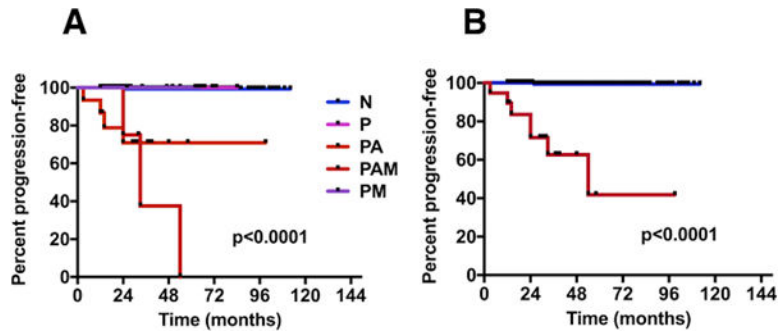 A
Percent progression-free
100
80
60
40
20
0
0 24 48 72 96 120 144
Time (months)
p<0.0001
N
P
PA
PAM
PM
B
Percent progression-free
100
80
60
40
20
0
0 24 48 72 96 120 144
Time (months)
p<0.0001